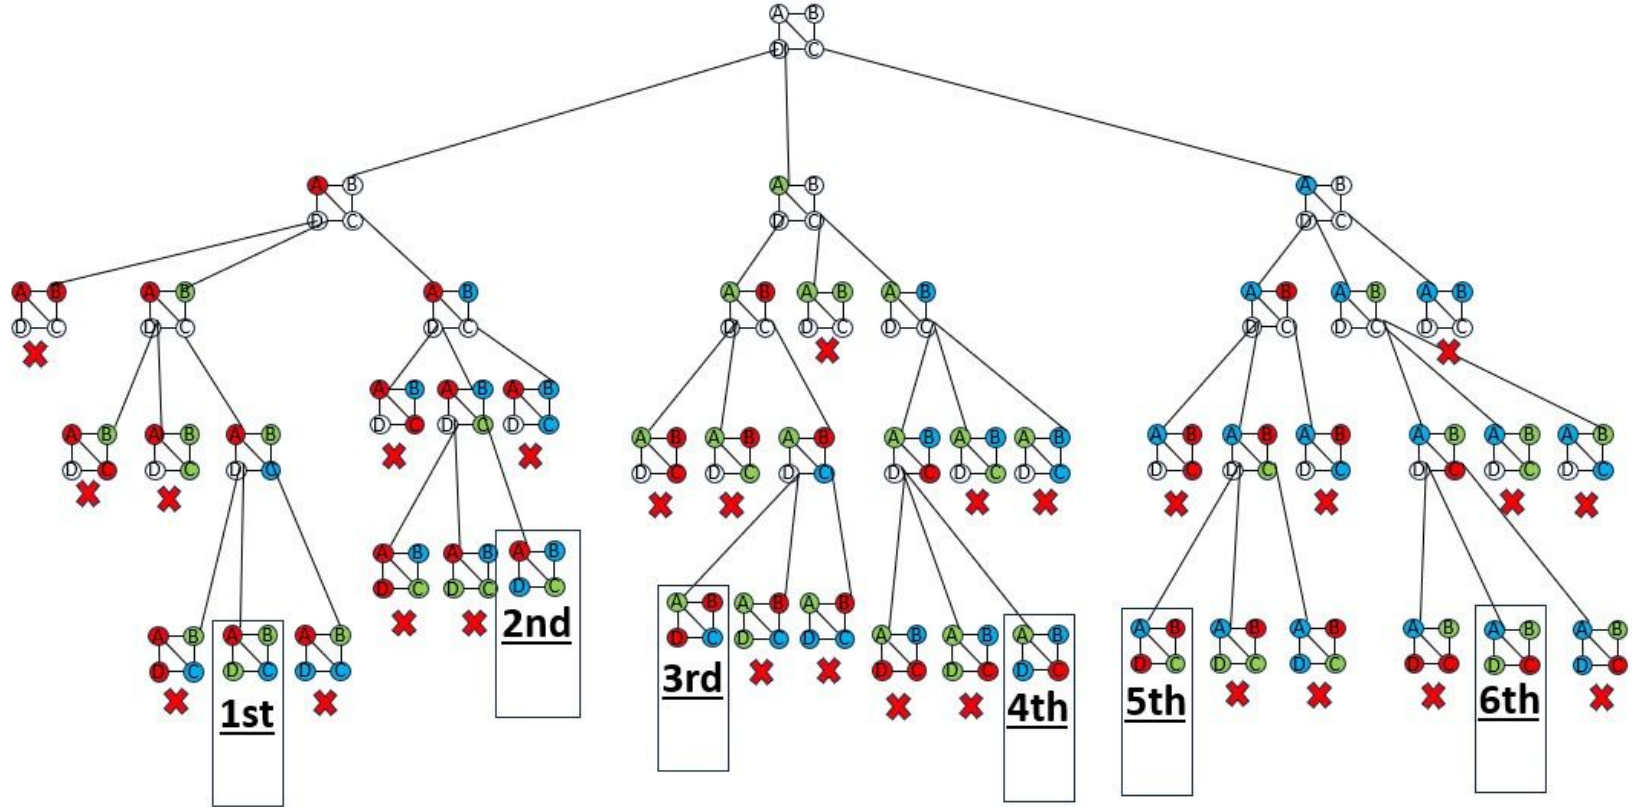 A B
D C
A B A B A B
D C D C D C
A B A B A B A B A B A B A B A B A B
D C D C D C D C D C D C D C D C D C
A B A B A B
D C D C D C
A B A B A B A B A B A B A B A B A B A B A B A B A B A B A B
D C D C D C D C D C D C D C D C D C D C D C D C D C D C D C
A B A B A B
D C D C D C
2nd
A B A B A B
D C D C D C
3rd
A B A B A B A B A B A B A B A B A B A B A B A B
D C D C D C D C D C D C D C D C D C D C D C D C
1st 4th 5th 6th